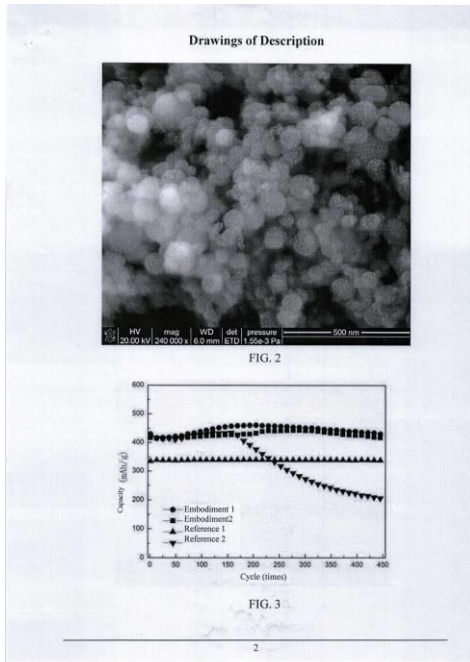 Drawings of Description
HV mag WD det pressure 500 nm
20.00 kV 240 000 x 6.0 mm ETD 1.55e-3 Pa
FIG. 2
600
500
400
300
200
100
0
Capacity (mAh/g)
Embodiment 1
Embodiment2
Reference 1
Reference 2
0 50 100 150 200 250 300 350 400 450
Cycle (times)
FIG. 3
2